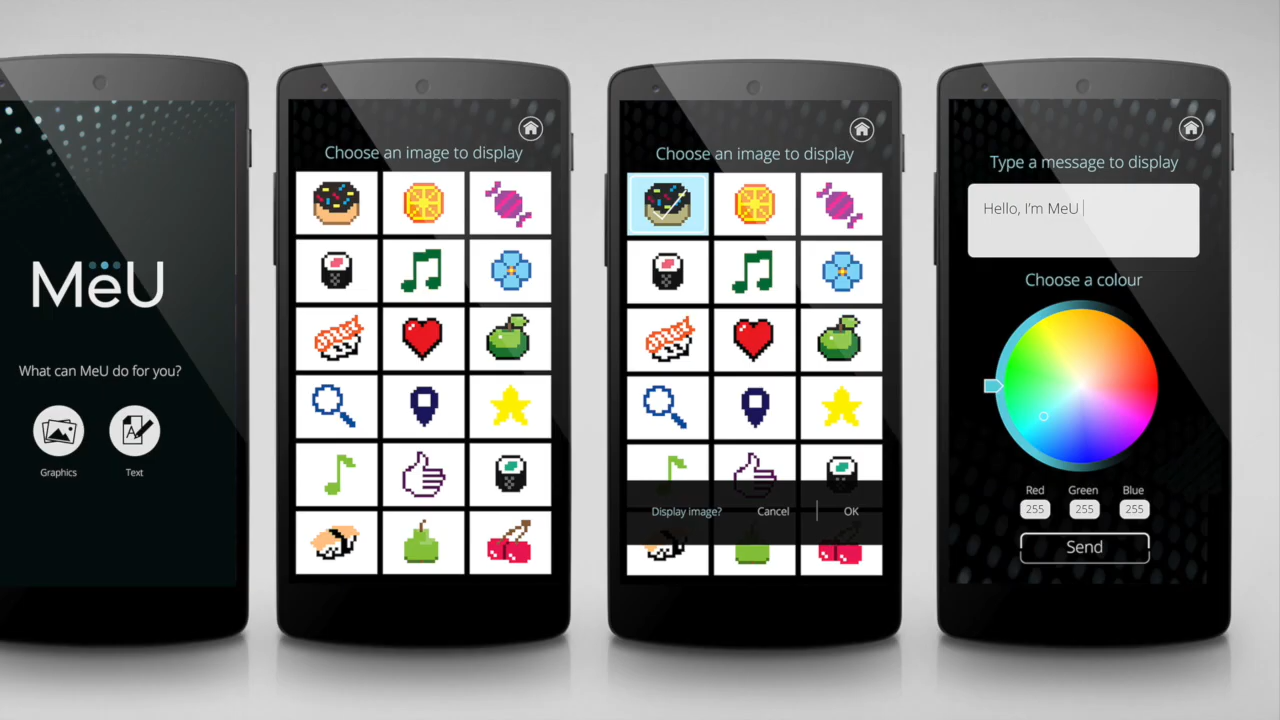 MeU
What can MeU do for you?
Graphics
Text
Choose an image to display
Choose an image to display
Display image?
Cancel
OK
Type a message to display
Hello, I'm MeU
Choose a colour
Red
Green
Blue
255
255
255
Send